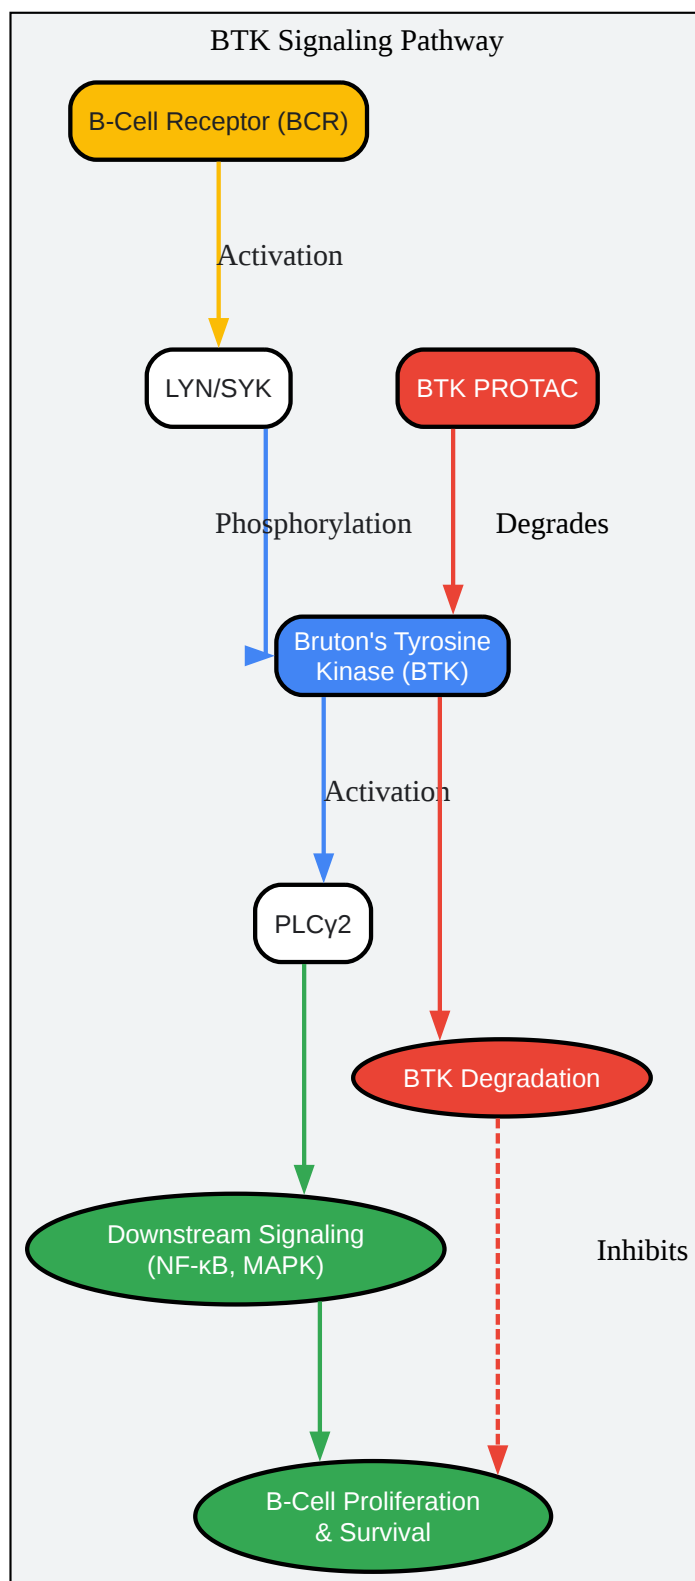 BTK Signaling Pathway
B-Cell Receptor (BCR)
Activation
LYN/SYK
BTK PROTAC
Phosphorylation
Degrades
Bruton's Tyrosine
Kinase (BTK)
Activation
PLCγ2
BTK Degradation
Downstream Signaling
(NF-κB, MAPK)
Inhibits
B-Cell Proliferation
& Survival